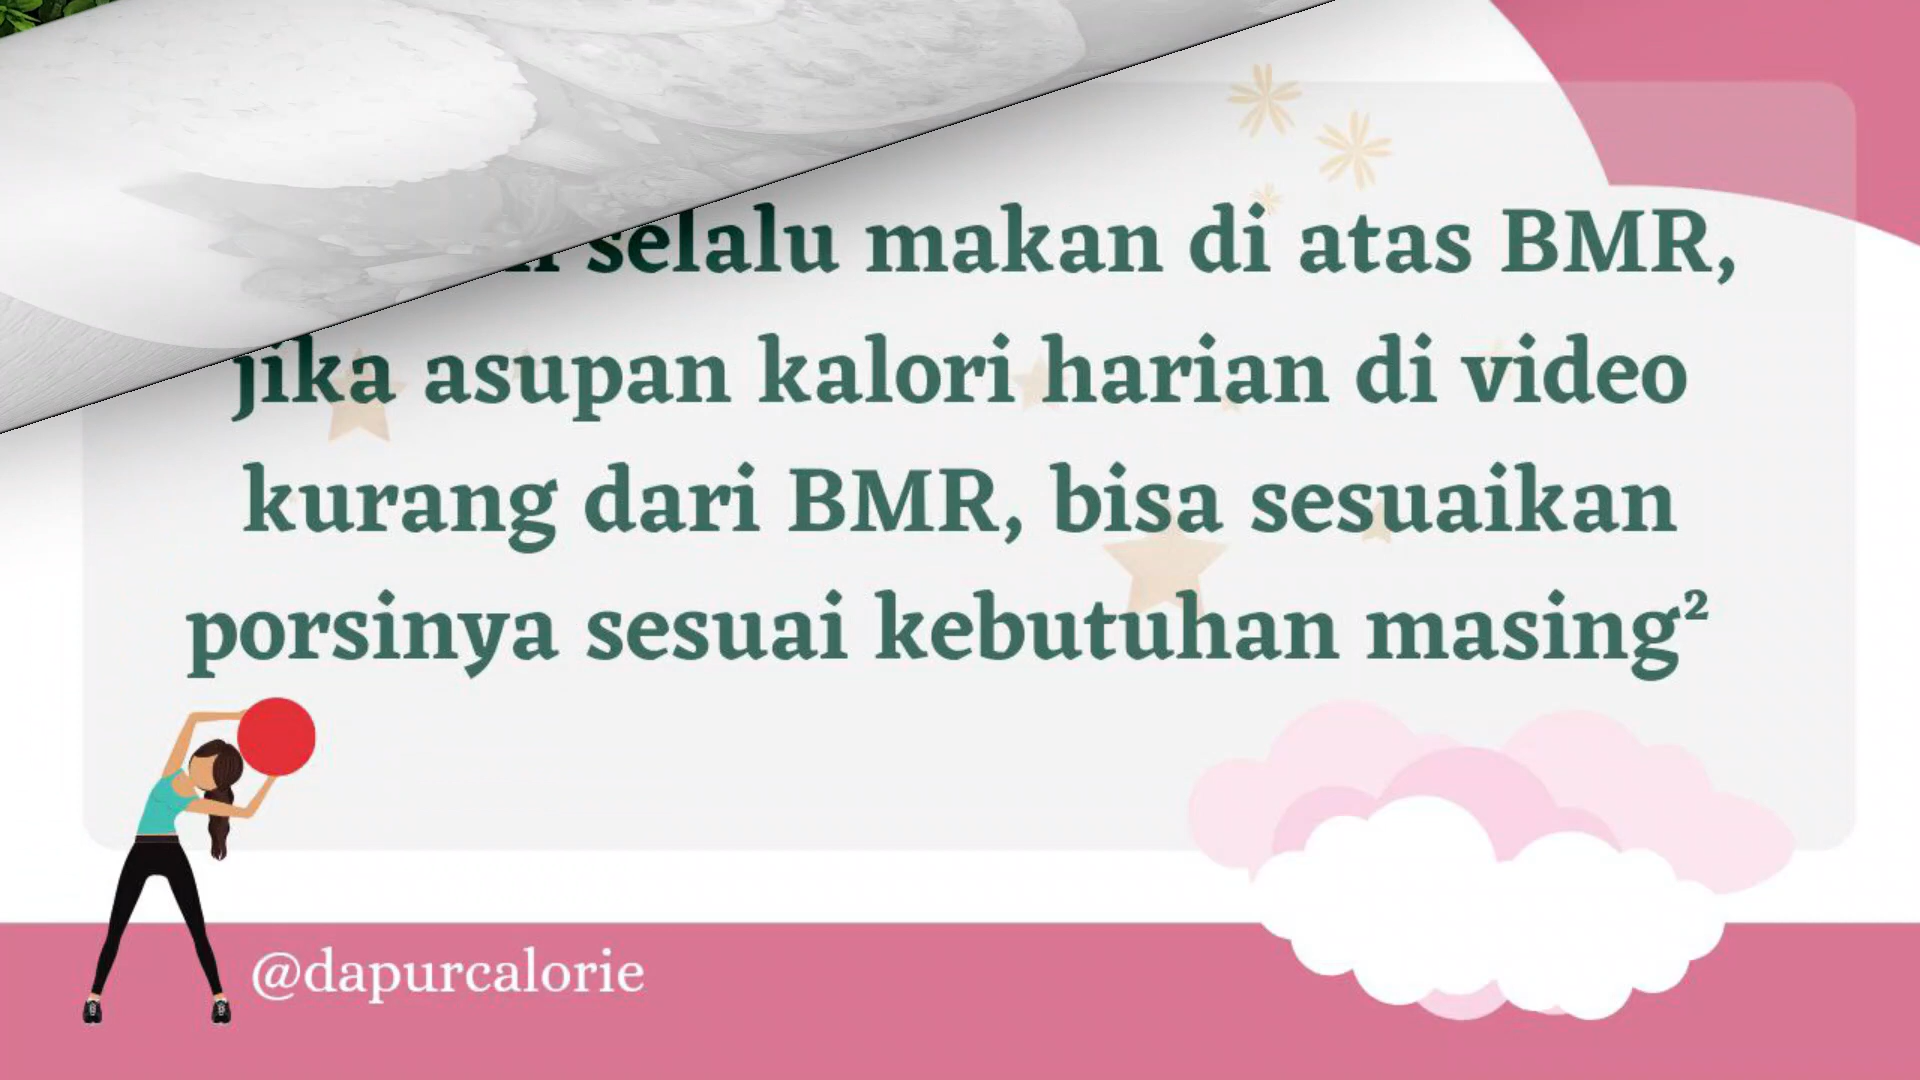 selalu makan di atas BMR,
jika asupan kalori harian di video
kurang dari BMR, bisa sesuaikan
porsinya sesuai kebutuhan masing²
@dapurcalorie